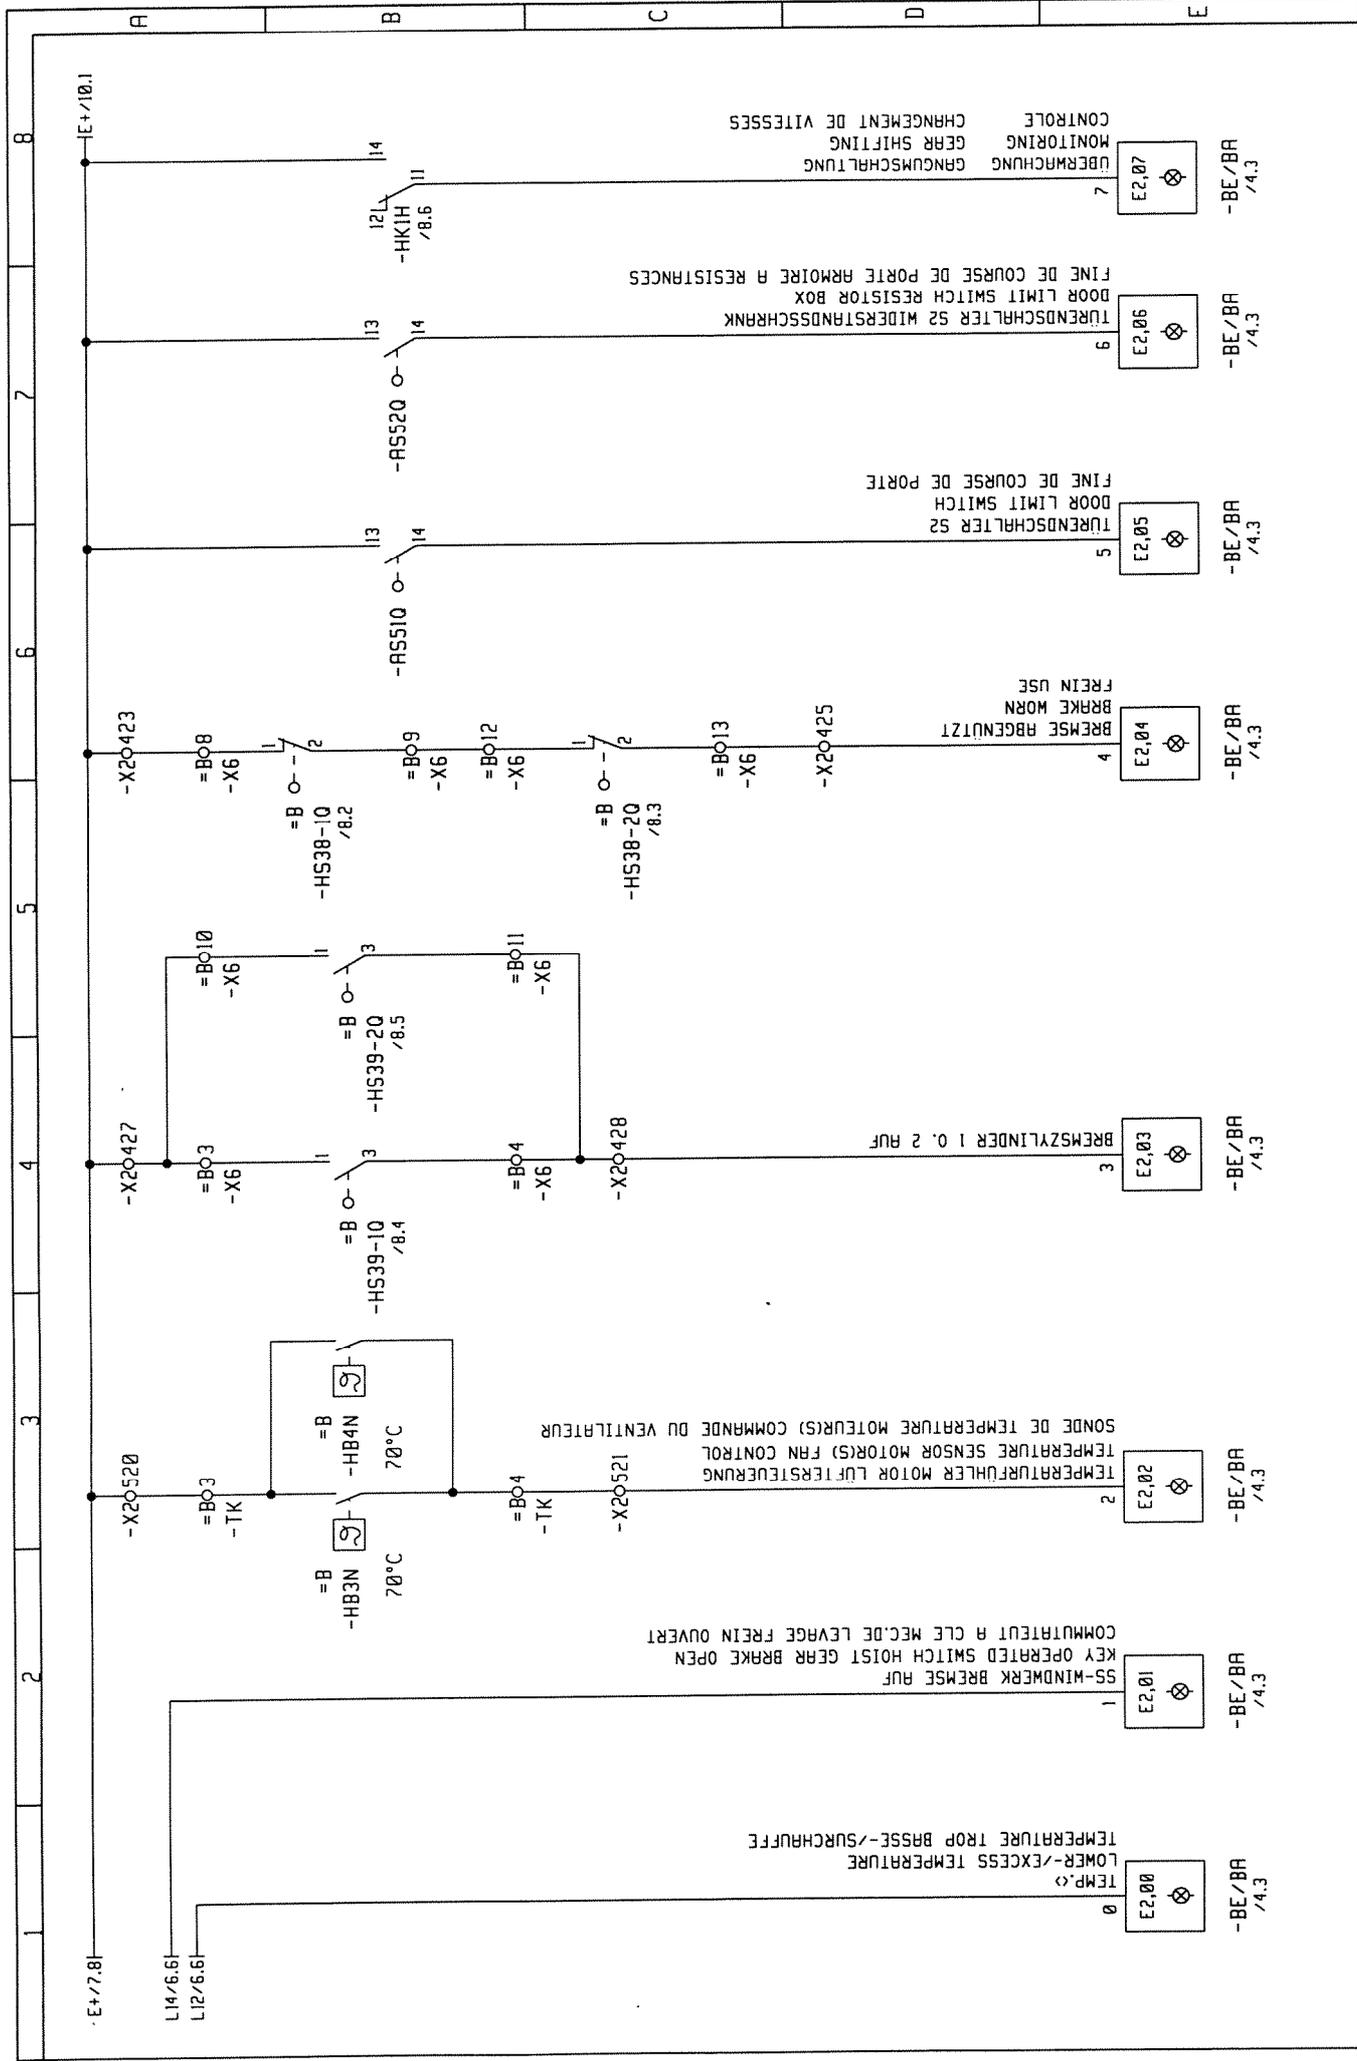 1
2
3
4
5
6
7
8
A
B
C
D
E
E+/7.8
E+/10.1
L14/6.6
L12/6.6
TEMP.<>
LOWER-/EXCESS TEMPERATURE
TEMPERATURE TROP BASSE-/SURCHAUFFE
0
E2,00
-BE/BA
/4.3
SS-WINDWERK BREMSE AUF
KEY OPERATED SWITCH HOIST GEAR BRAKE OPEN
COMMUTATEUT A CLE MEC.DE LEVAGE FREIN OUVERT
1
E2,01
-BE/BA
/4.3
-X2 520
=B 3
-TK
=B
-HB3N
70°C
=B
-HB4N
70°C
=B 4
-TK
-X2 521
TEMPERATURFÜHLER MOTOR LÜFTERSTEUERUNG
TEMPERATURE SENSOR MOTOR(S) FAN CONTROL
SONDE DE TEMPERATURE MOTEUR(S) COMMANDE DU VENTILATEUR
2
E2,02
-BE/BA
/4.3
-X2 427
=B 3
-X6
=B
-HS39-1Q
/8.4
1
3
=B 4
-X6
-X2 428
=B 10
-X6
=B
-HS39-2Q
/8.5
1
3
=B 11
-X6
BREMSZYLINDER 1 O. 2 AUF
3
E2,03
-BE/BA
/4.3
-X2 423
=B 8
-X6
=B
-HS38-1Q
/8.2
1
2
=B 9
-X6
=B 12
-X6
=B
-HS38-2Q
/8.3
1
2
=B 13
-X6
-X2 425
BREMSE ABGENÜTZT
BRAKE WORN
FREIN USE
4
E2,04
-BE/BA
/4.3
-AS51Q
13
14
TÜRENDSCHALTER S2
DOOR LIMIT SWITCH
FINE DE COURSE DE PORTE
5
E2,05
-BE/BA
/4.3
-AS52Q
13
14
TÜRENDSCHALTER S2 WIDERSTANDSSCHRANK
DOOR LIMIT SWITCH RESISTOR BOX
FINE DE COURSE DE PORTE ARMOIRE A RESISTANCES
6
E2,06
-BE/BA
/4.3
12
14
11
-HK1H
/8.6
ÜBERWACHUNG GANGUMSCHALTUNG
MONITORING GEAR SHIFTING
CONTROLE CHANGEMENT DE VITESSES
7
E2,07
-BE/BA
/4.3